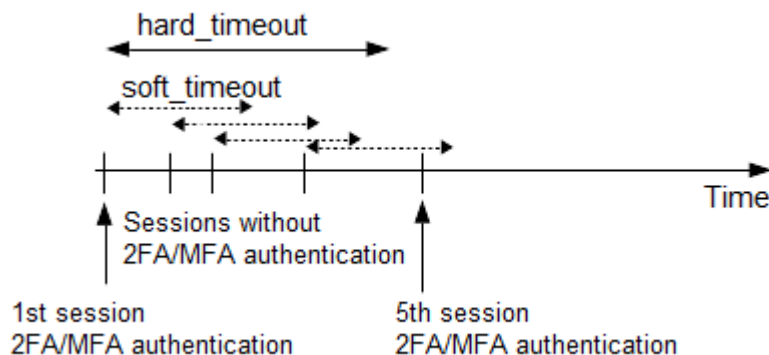 hard_timeout
soft_timeout
Time
Sessions without
2FA/MFA authentication
1st session
2FA/MFA authentication
5th session
2FA/MFA authentication